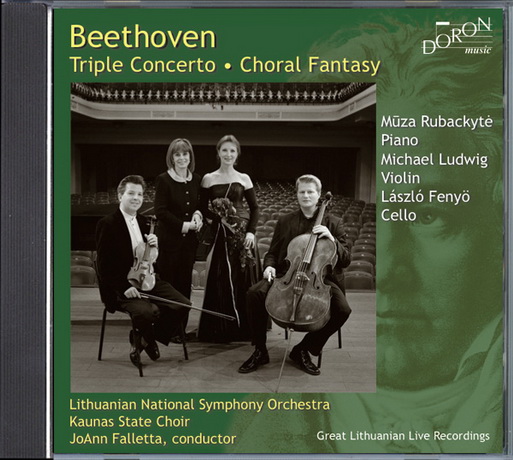 Beethoven
Triple Concerto • Choral Fantasy
DORON
music
Mūza Rubackytė
Piano
Michael Ludwig
Violin
László Fenyö
Cello
Lithuanian National Symphony Orchestra
Kaunas State Choir
JoAnn Falletta, conductor
Great Lithuanian Live Recordings